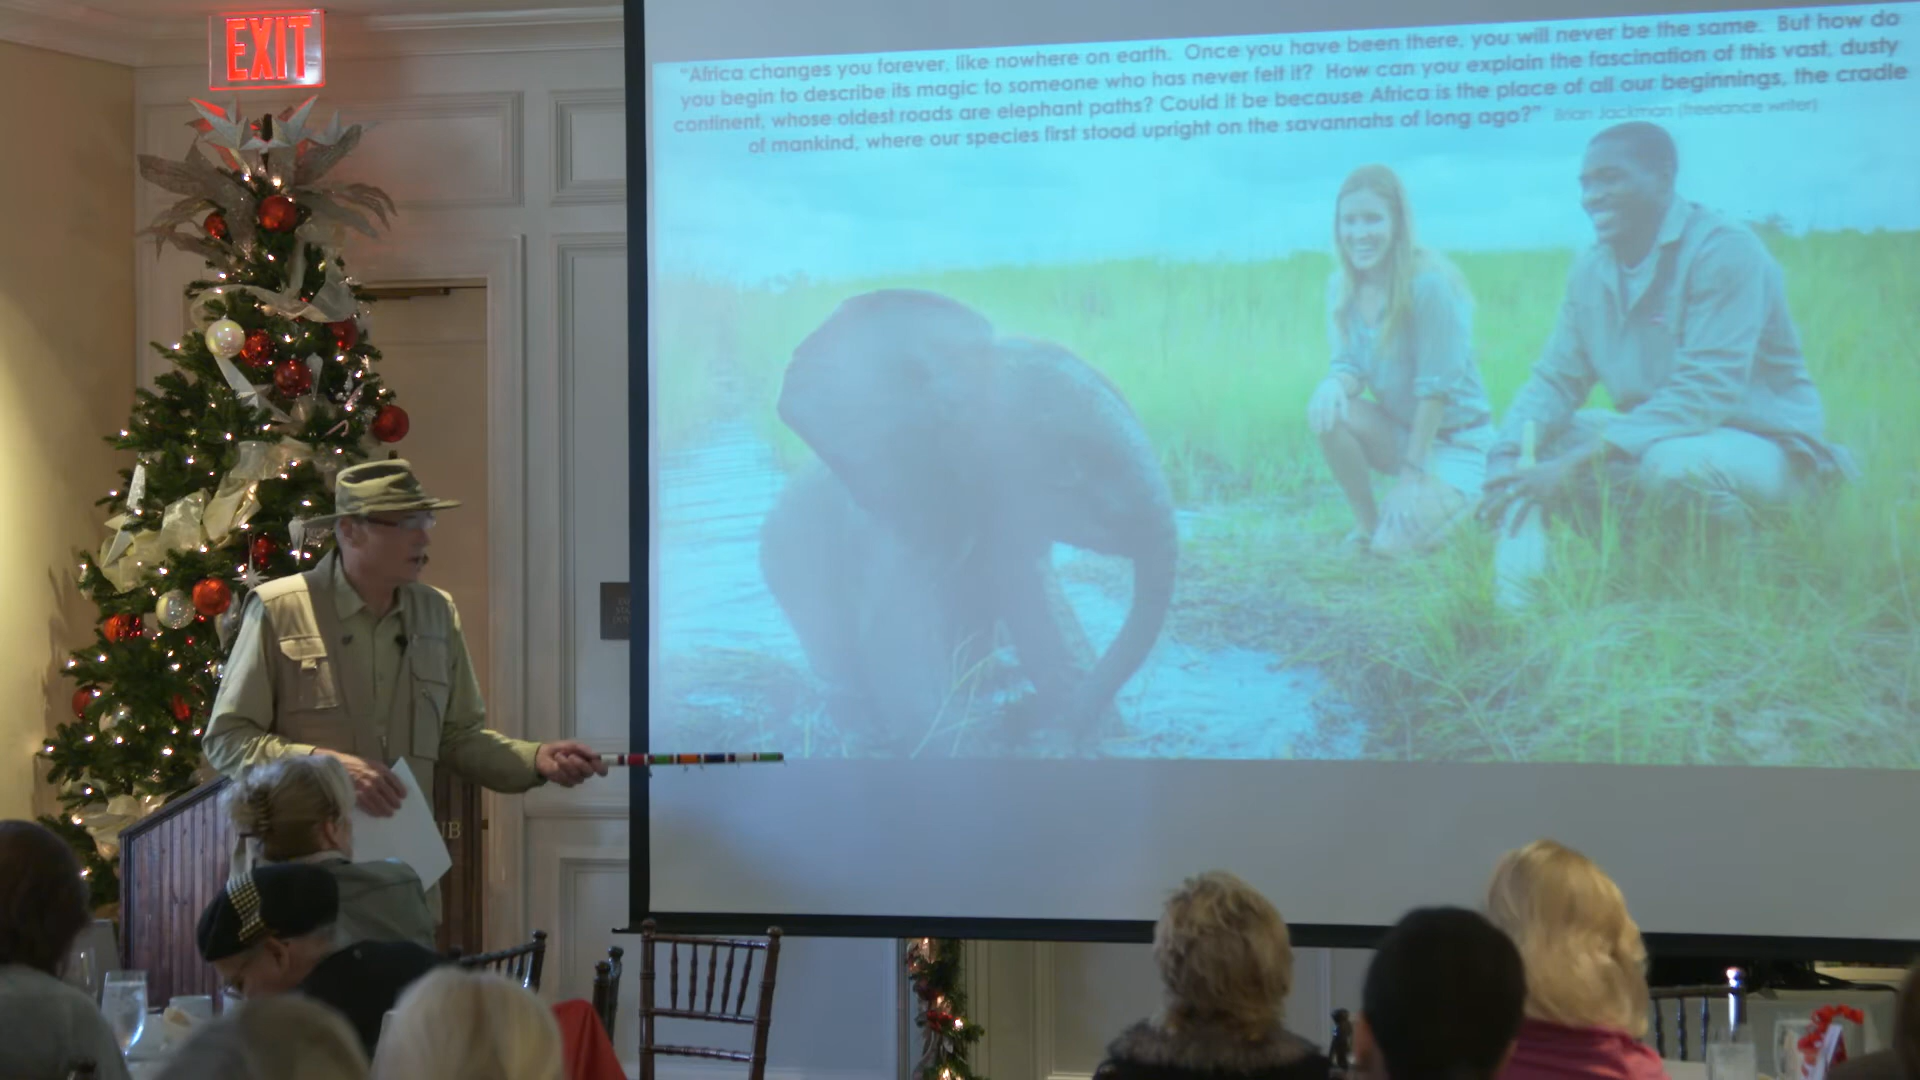 EXIT
"Africa changes you forever, like nowhere on earth. Once you have been there, you will never be the same. But how do
you begin to describe its magic to someone who has never felt it? How can you explain the fascination of this vast, dusty
continent, whose oldest roads are elephant paths? Could it be because Africa is the place of all our beginnings, the cradle
of mankind, where our species first stood upright on the savannahs of long ago?" Brian Jackman (freelance writer)